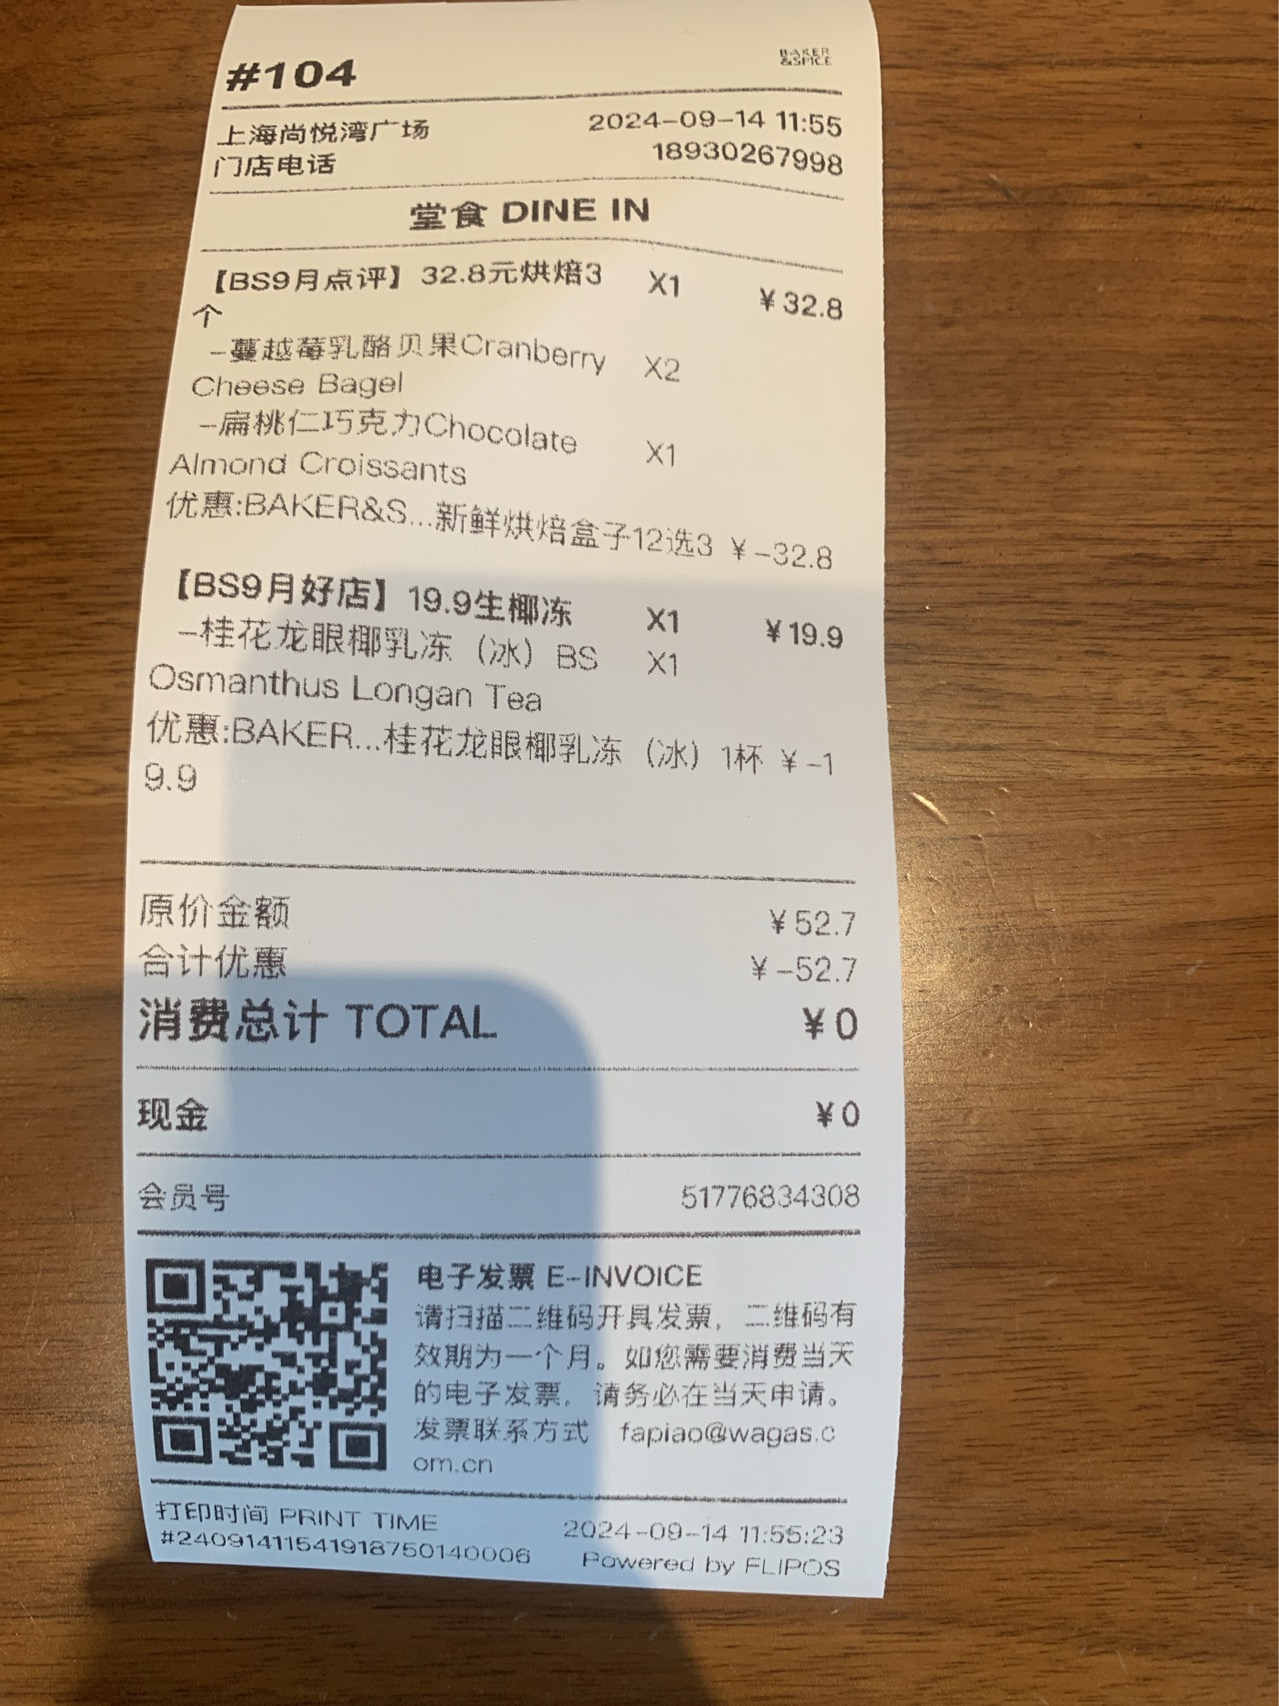 #104
BAKER
&SPICE
上海尚悦湾广场 2024-09-14 11:55
门店电话 18930267998
堂食 DINE IN
【BS9月点评】32.8元烘焙3 X1 ¥32.8
个
-蔓越莓乳酪贝果Cranberry X2
Cheese Bagel
-扁桃仁巧克力Chocolate X1
Almond Croissants
优惠:BAKER&S...新鲜烘焙盒子12选3 ¥-32.8
【BS9月好店】19.9生椰冻 X1 ¥19.9
-桂花龙眼椰乳冻（冰）BS X1
Osmanthus Longan Tea
优惠:BAKER...桂花龙眼椰乳冻（冰）1杯 ¥-1
9.9
原价金额 ¥52.7
合计优惠 ¥-52.7
消费总计 TOTAL ¥0
现金 ¥0
会员号 51776834308
电子发票 E-INVOICE
请扫描二维码开具发票，二维码有
效期为一个月。如您需要消费当天
的电子发票，请务必在当天申请。
发票联系方式 fapiao@wagas.c
om.cn
打印时间 PRINT TIME 2024-09-14 11:55:23
#24091411541918750140006 Powered by FLIPOS